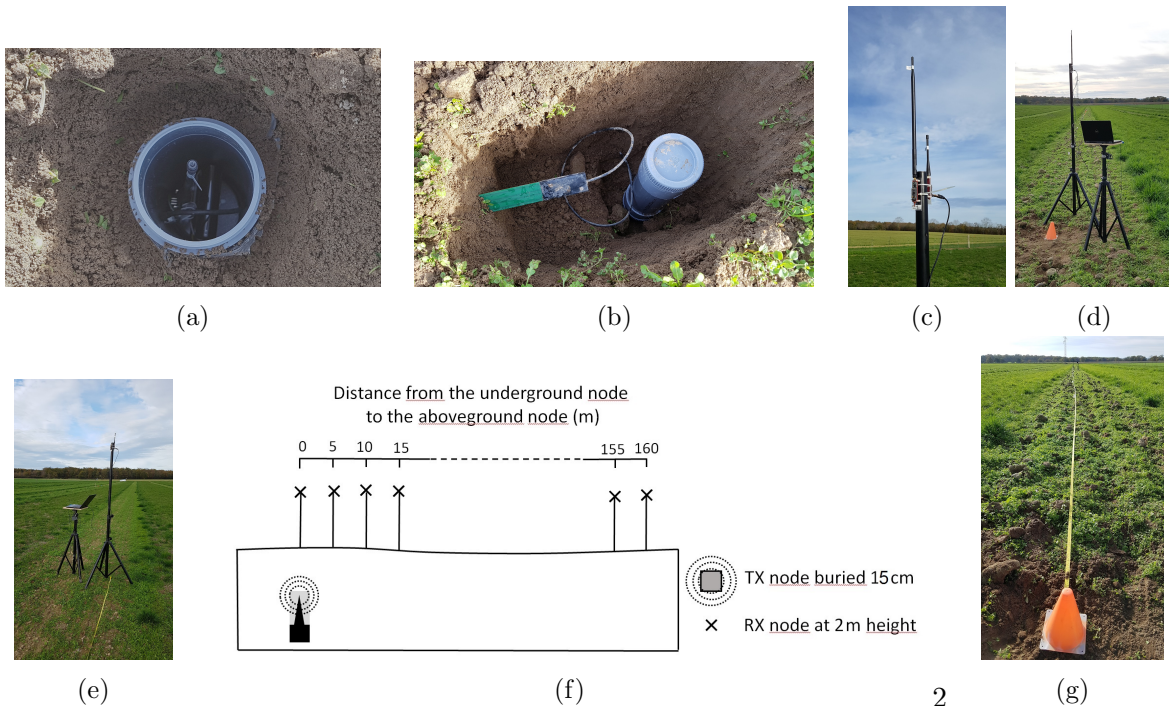 (a)
(b)
(c)
(d)
Distance from the underground node
to the aboveground node (m)
0 5 10 15 155 160
TX node buried 15cm
RX node at 2m height
(e)
(f)
2
(g)